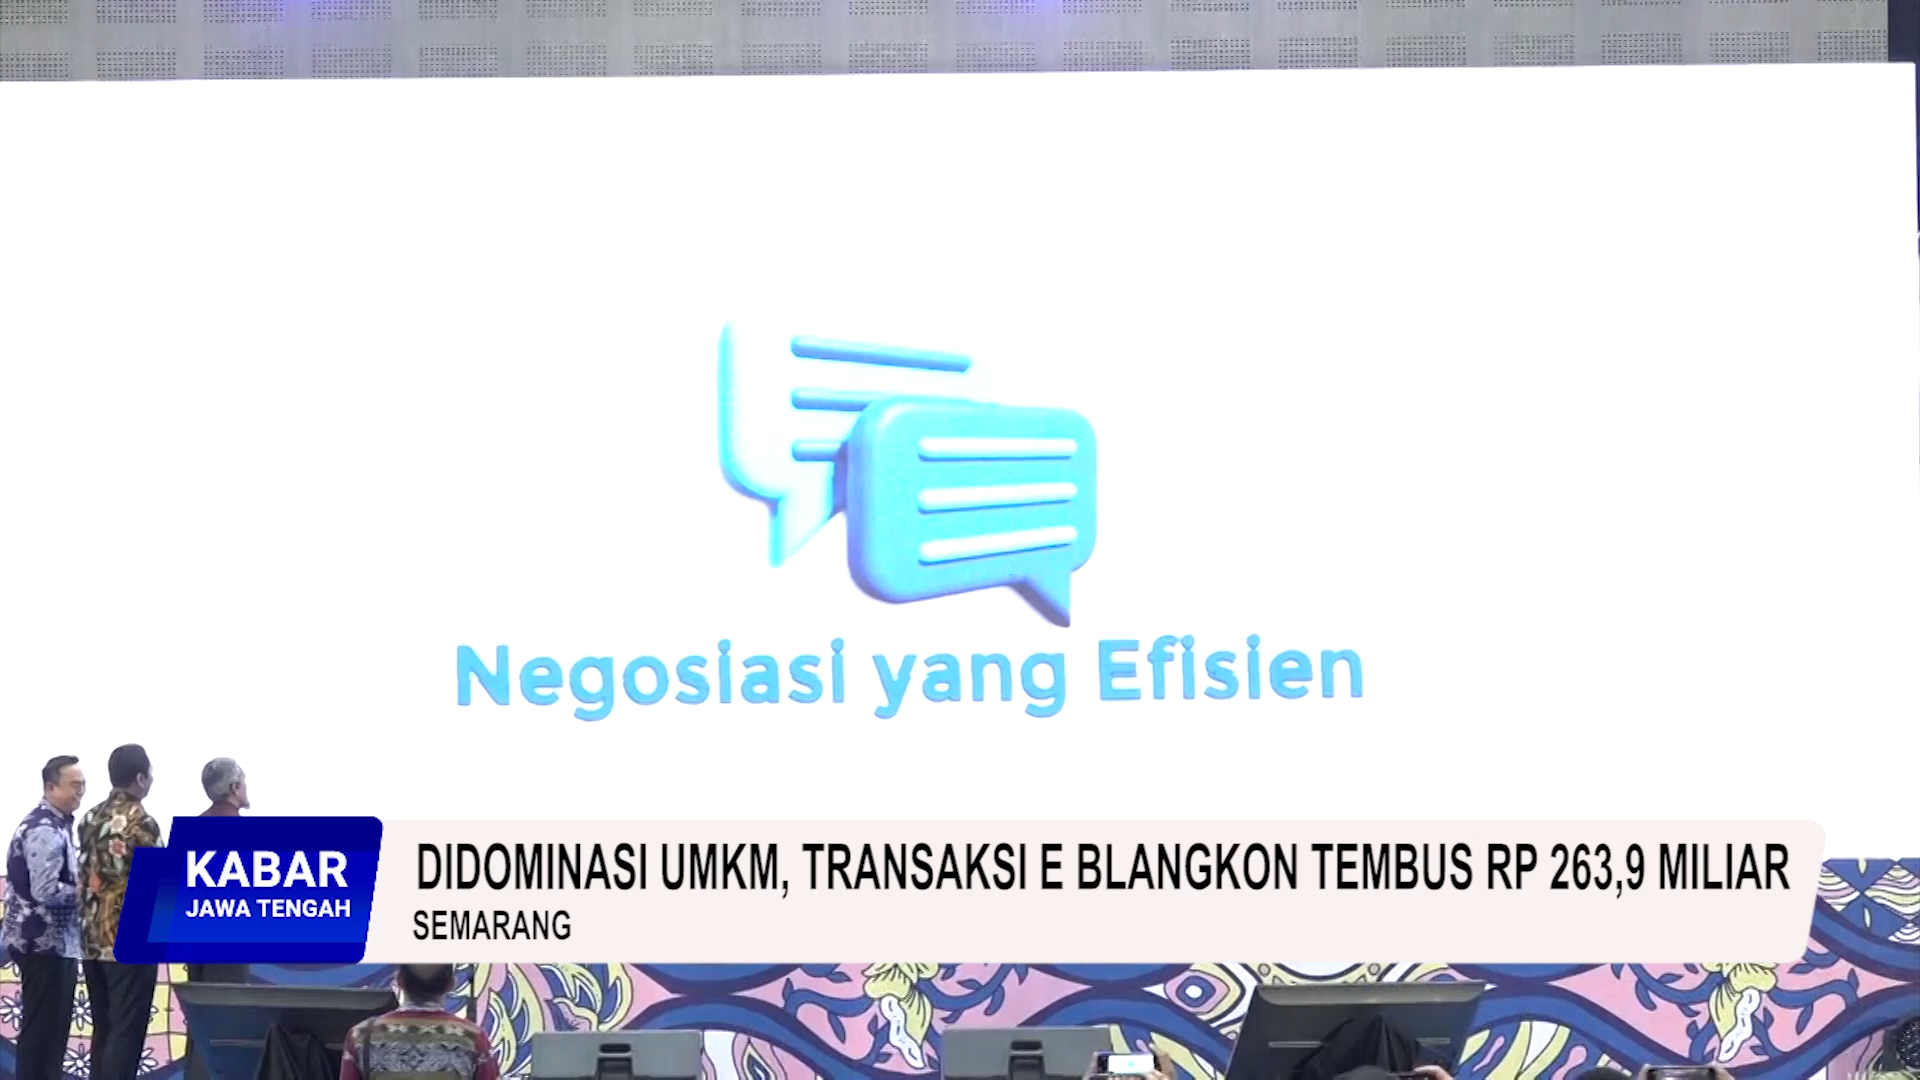 Negosiasi yang Efisien
KABAR
JAWA TENGAH
DIDOMINASI UMKM, TRANSAKSI E BLANGKON TEMBUS RP 263,9 MILIAR
SEMARANG